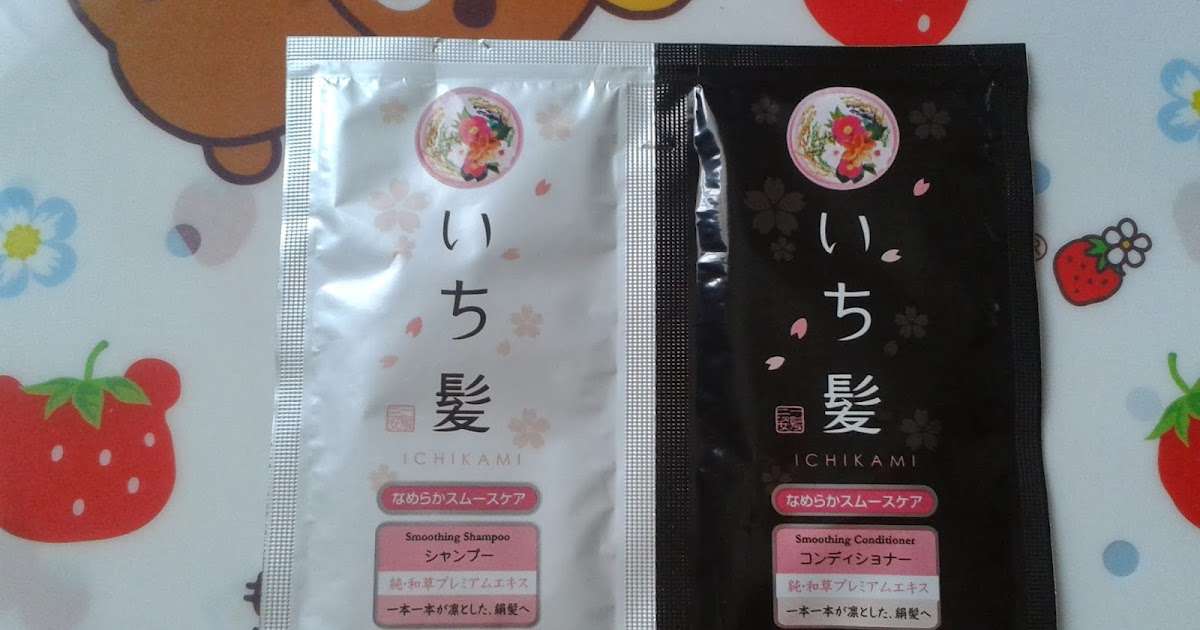 いち髪
ICHIKAMI
なめらかスムースケア
Smoothing Shampoo
シャンプー
純・和草プレミアムエキス
一本一本が凛とした、絹髪へ
いち髪
ICHIKAMI
なめらかスムースケア
Smoothing Conditioner
コンディショナー
純・和草プレミアムエキス
一本一本が凛とした、絹髪へ
®